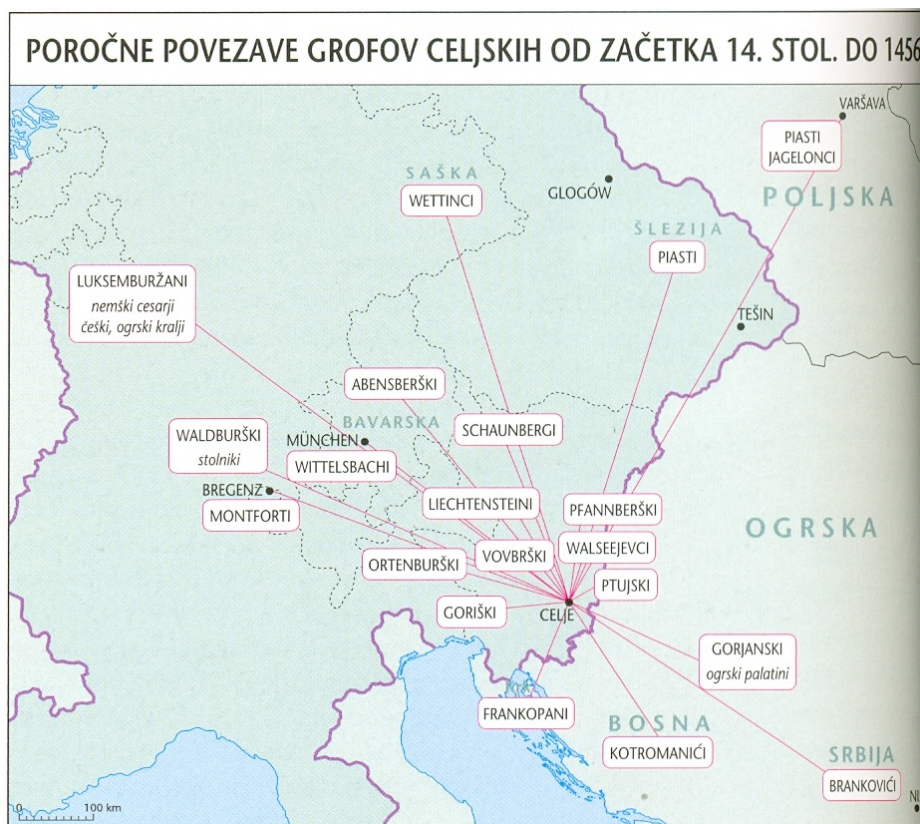 POROČNE POVEZAVE GROFOV CELJSKIH OD ZAČETKA 14. STOL. DO 1456
VARŠAVA
PIASTI
JAGELONCI
POLJSKA
SAŠKA
WETTINCI
GLOGÓW
ŠLEZIJA
PIASTI
LUKSEMBURŽANI
nemški cesarji
češki, ogrski kralji
TEŠIN
ABENSBERŠKI
BAVARSKA
WALDBURŠKI
stolniki
MÜNCHEN
WITTELSBACHI
SCHAUNBERGI
BREGENZ
MONTFORTI
LIECHTENSTEINI
PFANNBERŠKI
OGRSKA
ORTENBURŠKI
VOVBRŠKI
WALSEEJEVCI
PTUJSKI
GORIŠKI
CELJE
GORJANSKI
ogrski palatini
Krk
FRANKOPANI
BOSNA
KOTROMANIĆI
SRBIJA
BRANKOVIĆI
0 100 km